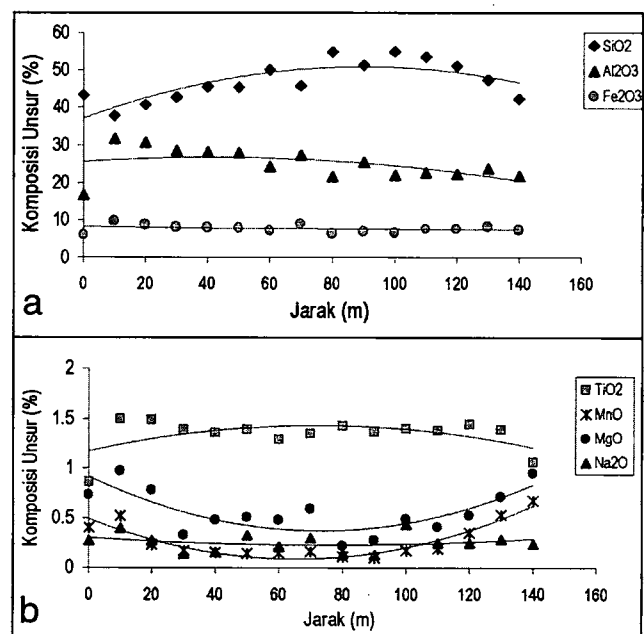 60
50
40
30
20
10
0
Komposisi Unsur (%)
0 20 40 60 80 100 120 140 160
Jarak (m)
SiO2
Al2O3
Fe2O3
a
2
1.5
1
0.5
0
Komposisi Unsur (%)
0 20 40 60 80 100 120 140 160
Jarak (m)
TiO2
MnO
MgO
Na2O
b